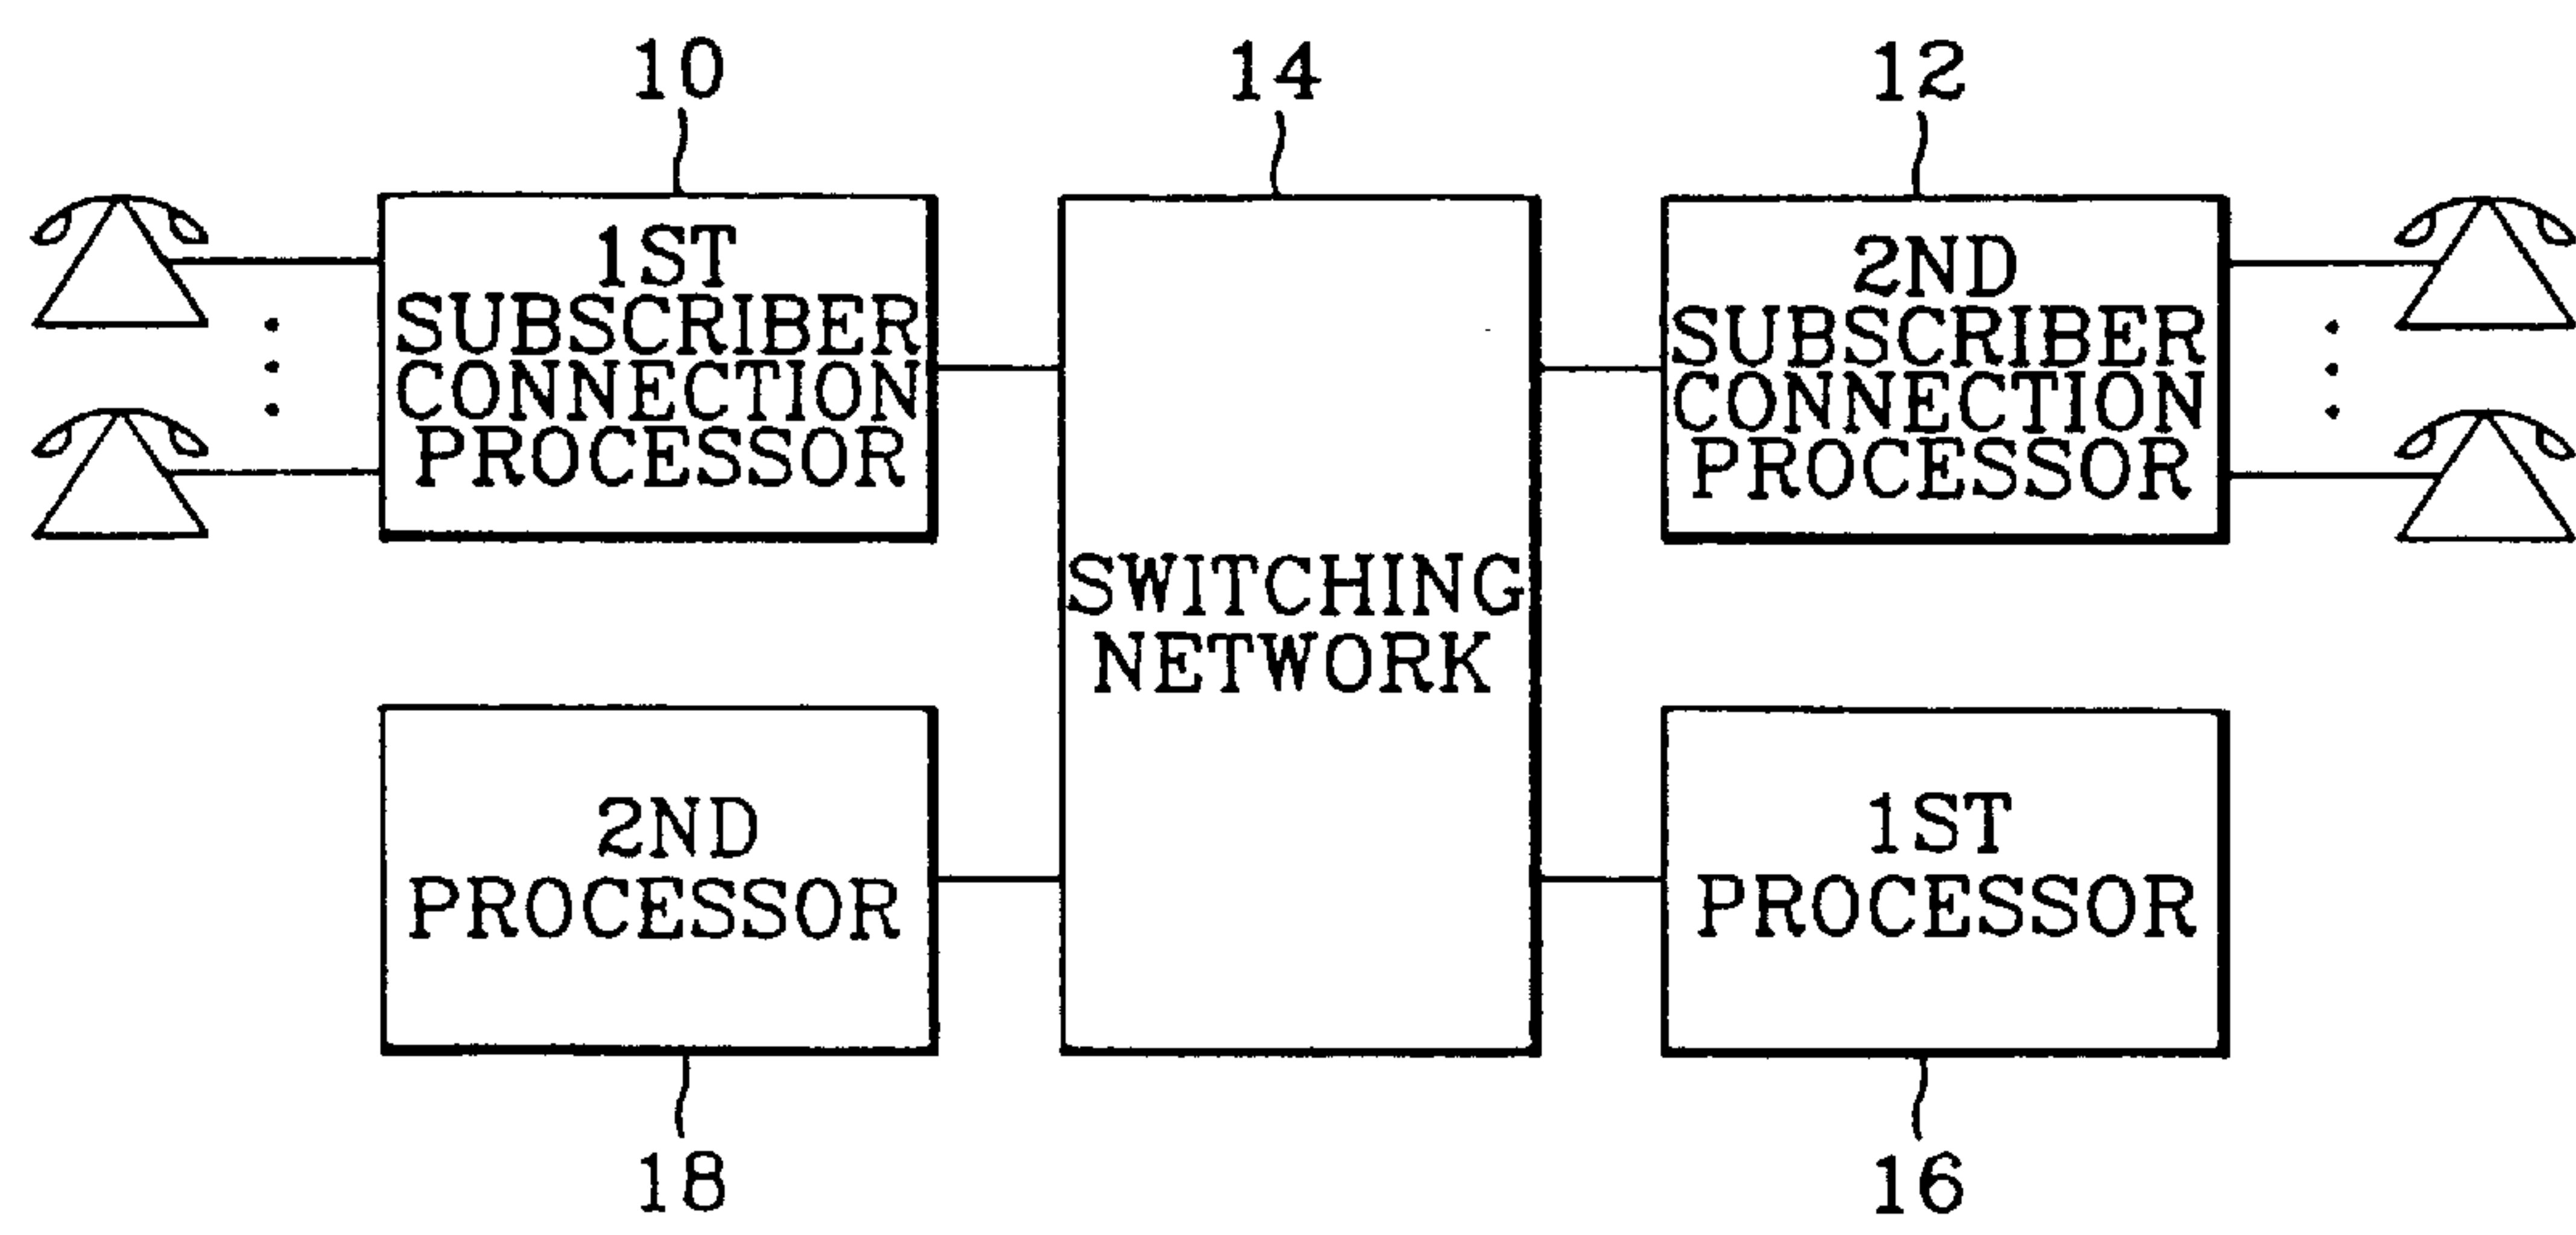 10
14
12
1ST
SUBSCRIBER
CONNECTION
PROCESSOR
SWITCHING
NETWORK
2ND
SUBSCRIBER
CONNECTION
PROCESSOR
2ND
PROCESSOR
1ST
PROCESSOR
18
16